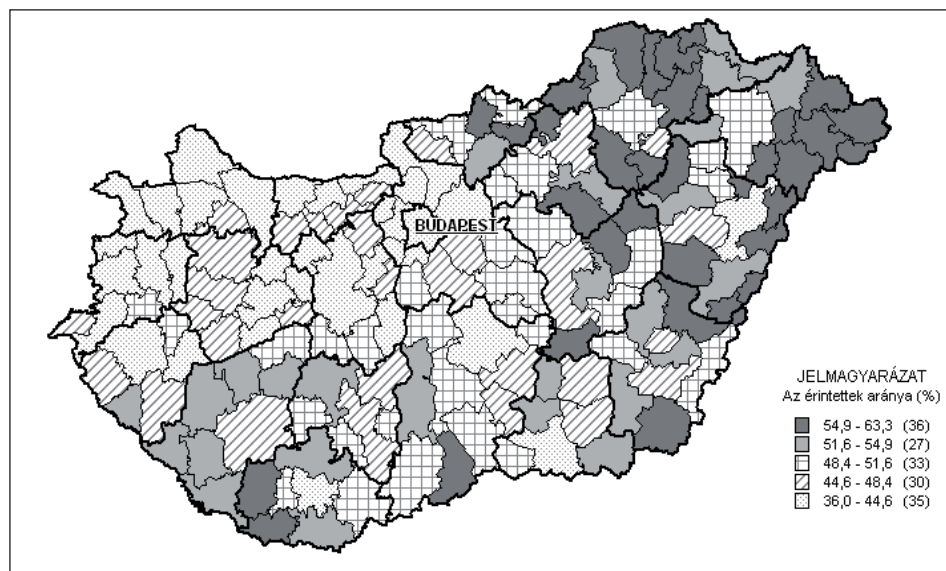 BUDAPEST
JELMAGYARÁZAT
Az érintettek aránya (%)
54,9 - 63,3 (36)
51,6 - 54,9 (27)
48,4 - 51,6 (33)
44,6 - 48,4 (30)
36,0 - 44,6 (35)